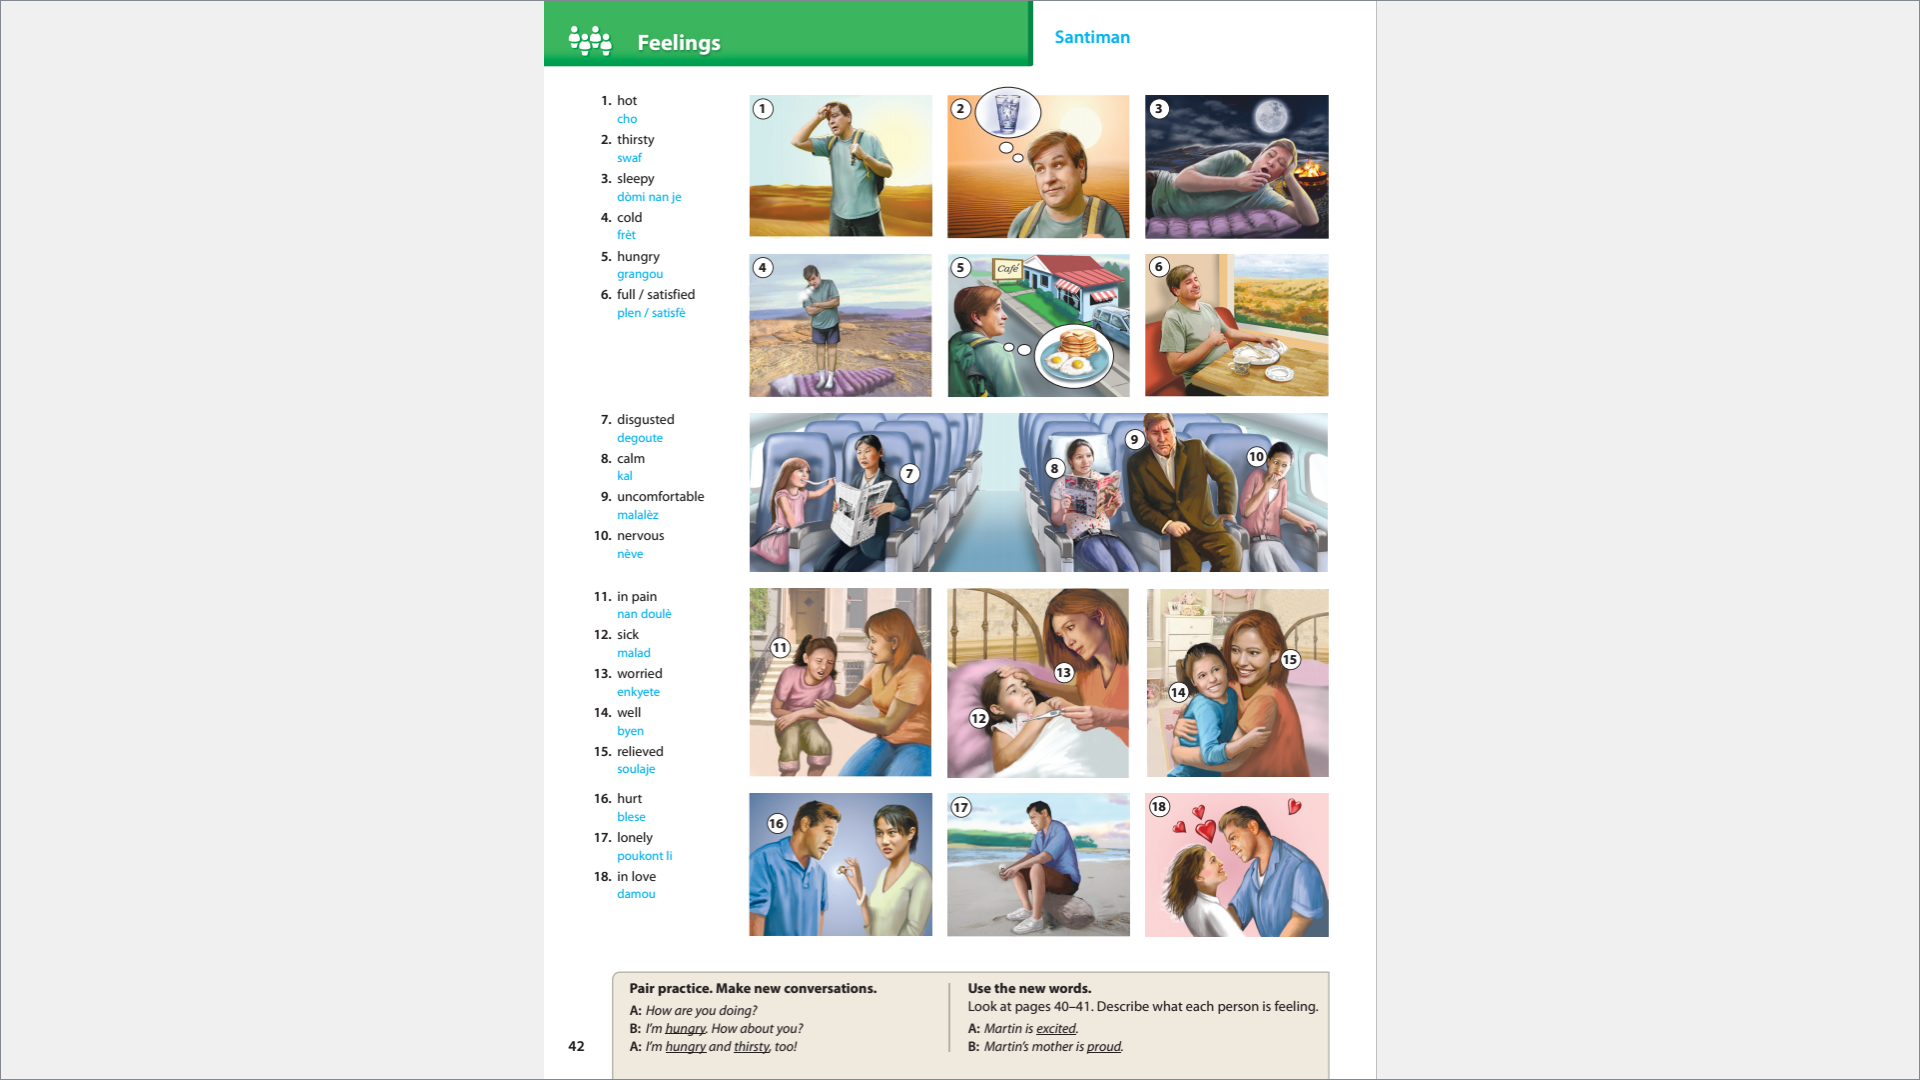 Feelings
Santiman
1. hot
cho
2. thirsty
swaf
3. sleepy
dòmi nan je
4. cold
frèt
5. hungry
grangou
6. full / satisfied
plen / satisfè
1
2
3
4
5
Café
6
7. disgusted
degoute
8. calm
kal
9. uncomfortable
malalèz
10. nervous
nève
7
8
9
10
11. in pain
nan doulè
12. sick
malad
13. worried
enkyete
14. well
byen
15. relieved
soulaje
11
12
13
14
15
16. hurt
blese
17. lonely
poukont li
18. in love
damou
16
17
18
Pair practice. Make new conversations.
A: How are you doing?
B: I'm hungry. How about you?
A: I'm hungry and thirsty, too!
Use the new words.
Look at pages 40–41. Describe what each person is feeling.
A: Martin is excited.
B: Martin's mother is proud.
42